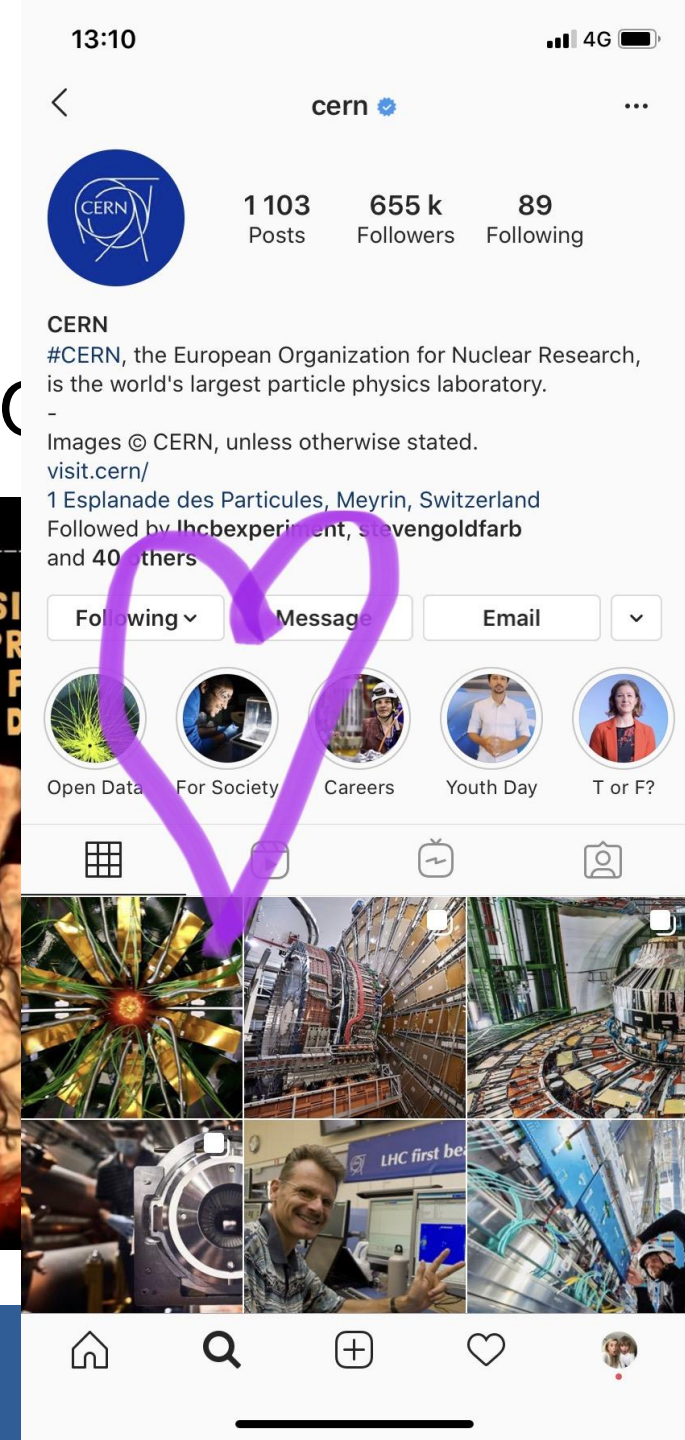 13:10
4G
cern
CERN
1 103
655 k
89
Posts
Followers
Following
CERN
#CERN, the European Organization for Nuclear Research,
is the world's largest particle physics laboratory.
-
Images © CERN, unless otherwise stated.
visit.cern/
1 Esplanade des Particules, Meyrin, Switzerland
Followed by lhcbexperiment, stevengoldfarb
and 40 others
Following
Message
Email
Open Data
For Society
Careers
Youth Day
T or F?
LHC first bea